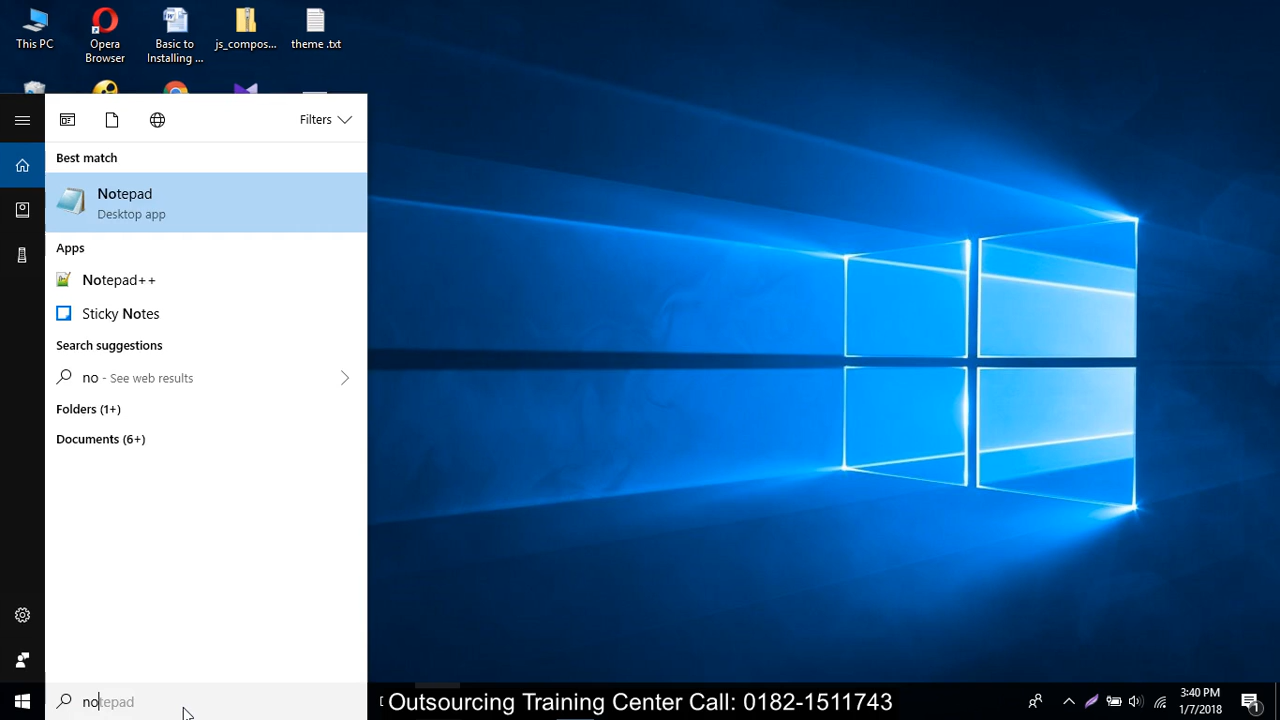 This PC
Opera
Browser
Basic to
Installing ...
js_compos...
theme .txt
Filters
Best match
Notepad
Desktop app
Apps
Notepad++
Sticky Notes
Search suggestions
no - See web results
Folders (1+)
Documents (6+)
notepad
Outsourcing Training Center Call: 0182-1511743
3:40 PM
1/7/2018
1